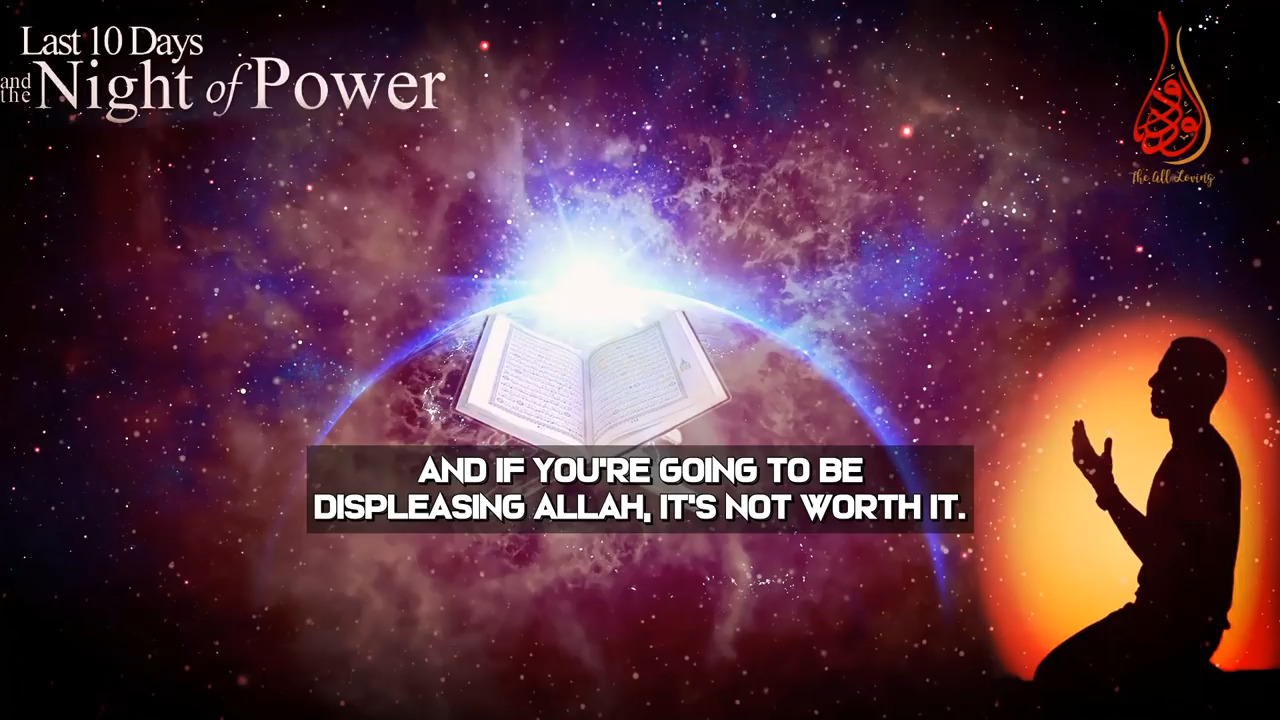 Last 10 Days
and the Night of Power
الودود
The All Loving
AND IF YOU'RE GOING TO BE
DISPLEASING ALLAH, IT'S NOT WORTH IT.